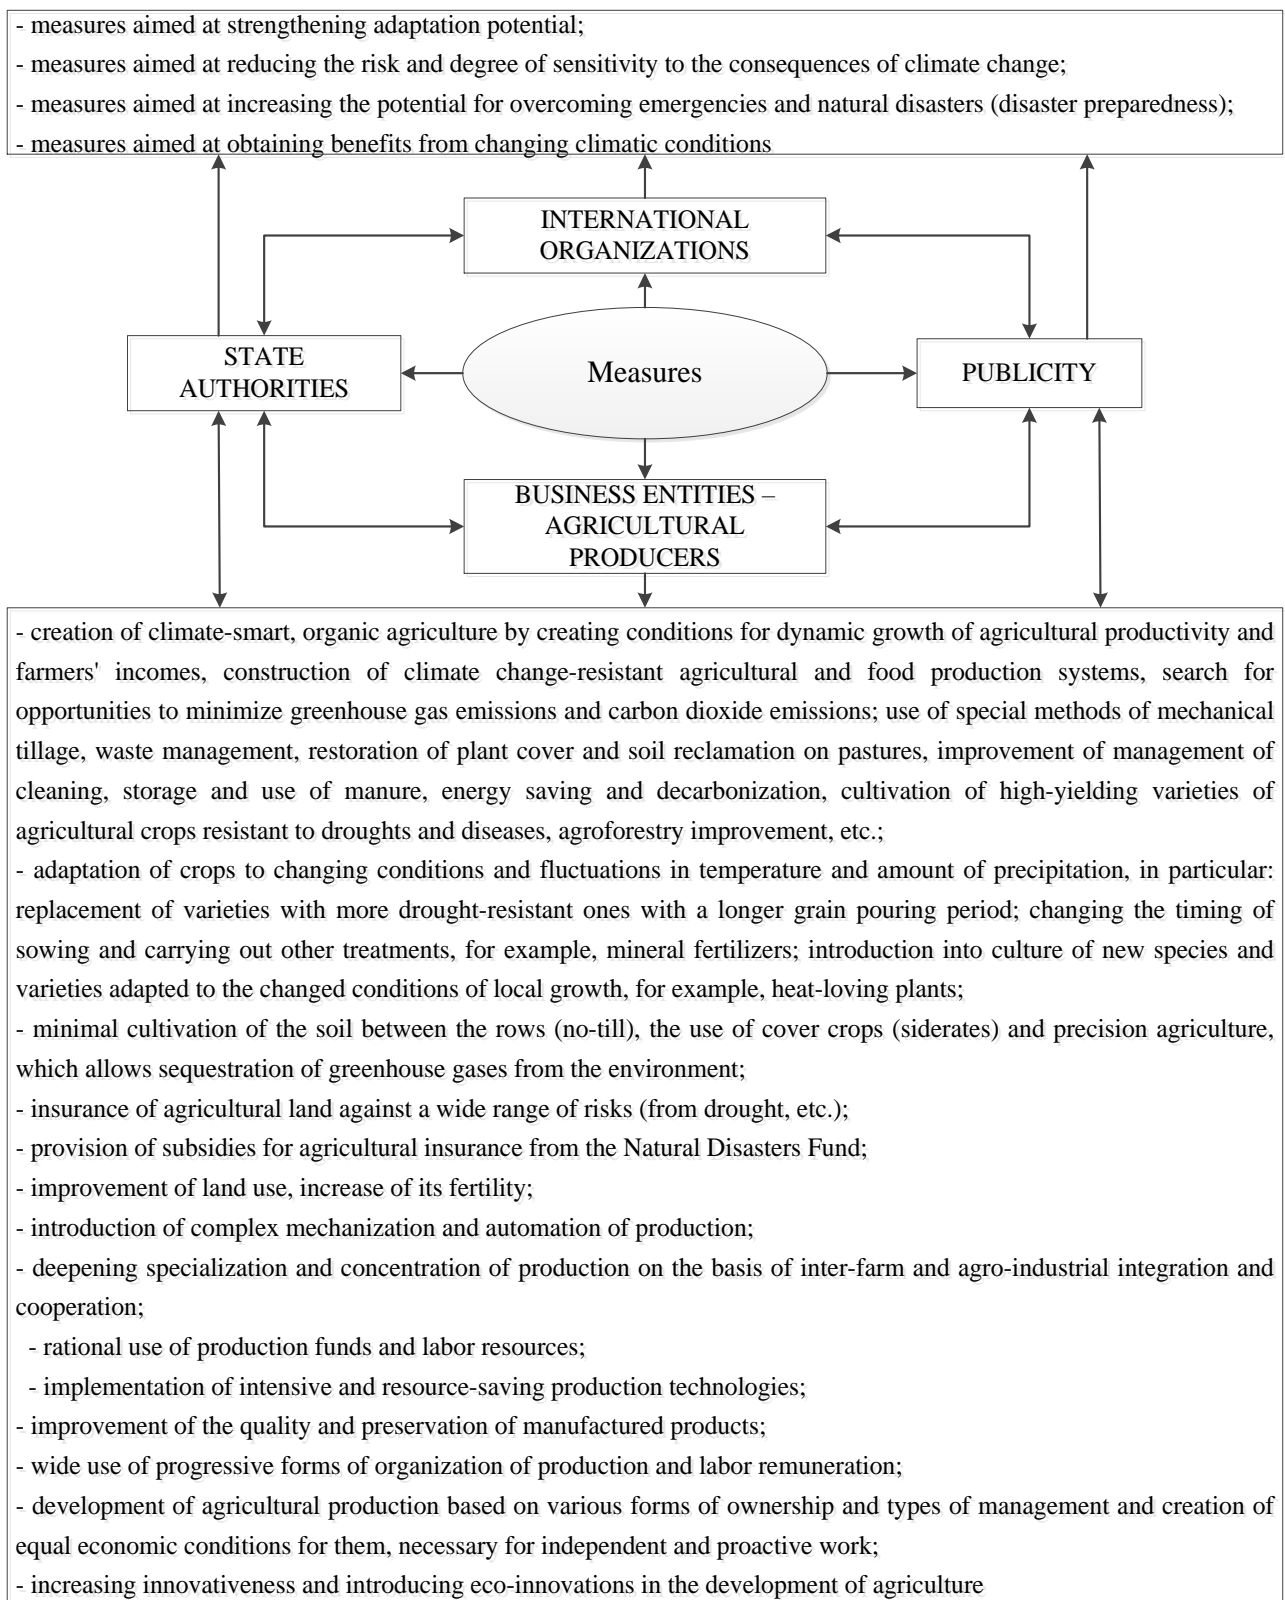 - measures aimed at strengthening adaptation potential;
- measures aimed at reducing the risk and degree of sensitivity to the consequences of climate change;
- measures aimed at increasing the potential for overcoming emergencies and natural disasters (disaster preparedness);
- measures aimed at obtaining benefits from changing climatic conditions
INTERNATIONAL
ORGANIZATIONS
STATE
AUTHORITIES
Measures
PUBLICITY
BUSINESS ENTITIES –
AGRICULTURAL
PRODUCERS
- creation of climate-smart, organic agriculture by creating conditions for dynamic growth of agricultural productivity and
farmers' incomes, construction of climate change-resistant agricultural and food production systems, search for
opportunities to minimize greenhouse gas emissions and carbon dioxide emissions; use of special methods of mechanical
tillage, waste management, restoration of plant cover and soil reclamation on pastures, improvement of management of
cleaning, storage and use of manure, energy saving and decarbonization, cultivation of high-yielding varieties of
agricultural crops resistant to droughts and diseases, agroforestry improvement, etc.;
- adaptation of crops to changing conditions and fluctuations in temperature and amount of precipitation, in particular:
replacement of varieties with more drought-resistant ones with a longer grain pouring period; changing the timing of
sowing and carrying out other treatments, for example, mineral fertilizers; introduction into culture of new species and
varieties adapted to the changed conditions of local growth, for example, heat-loving plants;
- minimal cultivation of the soil between the rows (no-till), the use of cover crops (siderates) and precision agriculture,
which allows sequestration of greenhouse gases from the environment;
- insurance of agricultural land against a wide range of risks (from drought, etc.);
- provision of subsidies for agricultural insurance from the Natural Disasters Fund;
- improvement of land use, increase of its fertility;
- introduction of complex mechanization and automation of production;
- deepening specialization and concentration of production on the basis of inter-farm and agro-industrial integration and
cooperation;
- rational use of production funds and labor resources;
- implementation of intensive and resource-saving production technologies;
- improvement of the quality and preservation of manufactured products;
- wide use of progressive forms of organization of production and labor remuneration;
- development of agricultural production based on various forms of ownership and types of management and creation of
equal economic conditions for them, necessary for independent and proactive work;
- increasing innovativeness and introducing eco-innovations in the development of agriculture